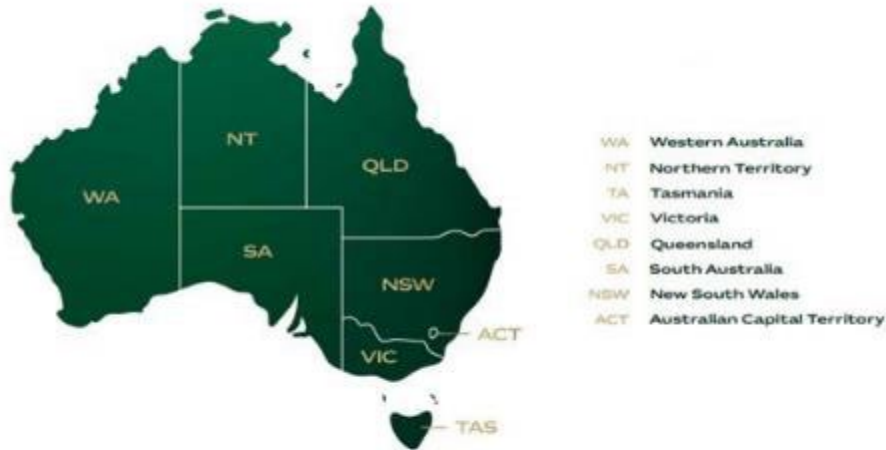 NT
QLD
WA
SA
NSW
ACT
VIC
TAS
WA Western Australia
NT Northern Territory
TA Tasmania
VIC Victoria
QLD Queensland
SA South Australia
NSW New South Wales
ACT Australian Capital Territory